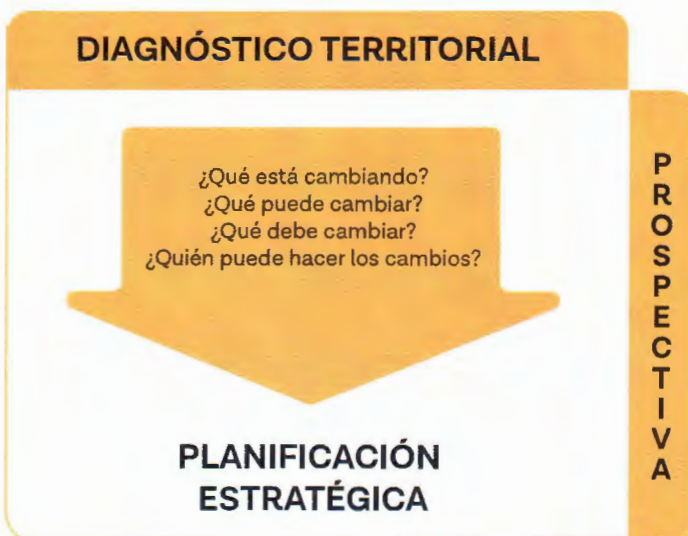 DIAGNÓSTICO TERRITORIAL
¿Qué está cambiando?
¿Qué puede cambiar?
¿Qué debe cambiar?
¿Quién puede hacer los cambios?
PLANIFICACIÓN
ESTRATÉGICA
PROSPECTIVA